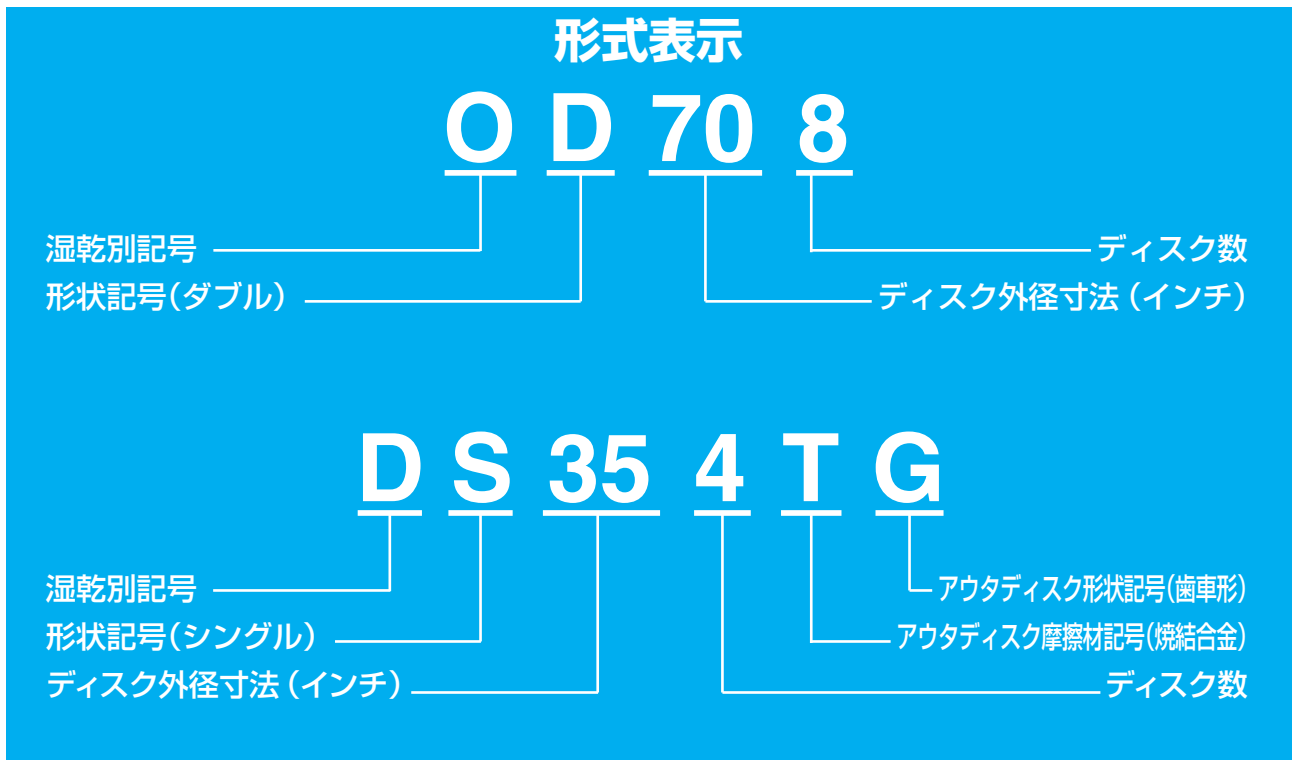 形式表示
O D 70 8
湿乾別記号 ディスク数
形状記号(ダブル) ディスク外径寸法(インチ)
D S 35 4 T G
湿乾別記号 アウタディスク形状記号(歯車形)
形状記号(シングル) アウタディスク摩擦材記号(焼結合金)
ディスク外径寸法(インチ) ディスク数